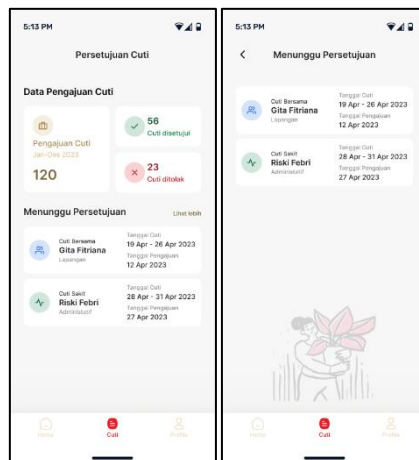 5:13 PM
Persetujuan Cuti
Data Pengajuan Cuti
Pengajuan Cuti
Jan-Des 2023
120
56
Cuti disetujui
23
Cuti ditolak
Menunggu Persetujuan
Lihat lebih
Cuti Bersama
Gita Fitriana
Lapangan
Tanggal Cuti
19 Apr - 26 Apr 2023
Tanggal Pengajuan
12 Apr 2023
Cuti Sakit
Riski Febri
Administratif
Tanggal Cuti
28 Apr - 31 Apr 2023
Tanggal Pengajuan
27 Apr 2023
Home
Cuti
Profile
5:13 PM
Menunggu Persetujuan
Cuti Bersama
Gita Fitriana
Lapangan
Tanggal Cuti
19 Apr - 26 Apr 2023
Tanggal Pengajuan
12 Apr 2023
Cuti Sakit
Riski Febri
Administratif
Tanggal Cuti
28 Apr - 31 Apr 2023
Tanggal Pengajuan
27 Apr 2023
Home
Cuti
Profile